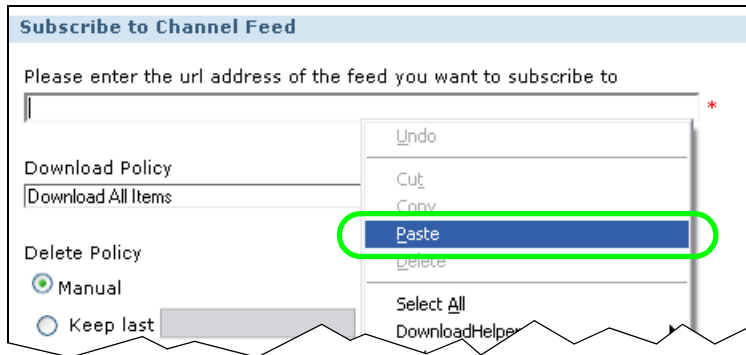 Subscribe to Channel Feed
Please enter the url address of the feed you want to subscribe to
*
Undo
Cut
Copy
Paste
Delete
Select All
DownloadHelper
Download Policy
Download All Items
Delete Policy
Manual
Keep last